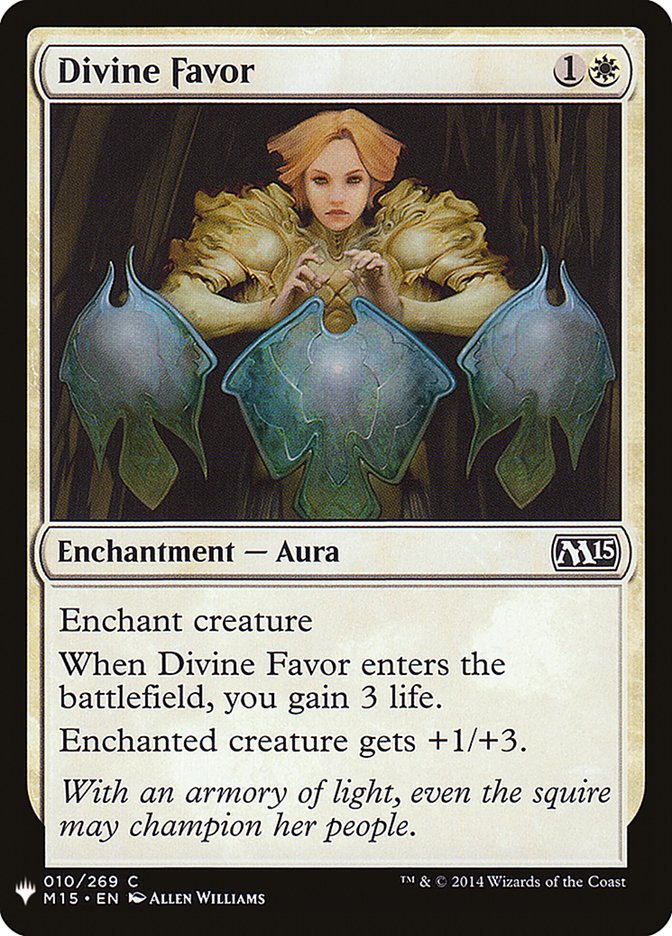 Divine Favor 1
Enchantment — Aura M15
Enchant creature
When Divine Favor enters the
battlefield, you gain 3 life.
Enchanted creature gets +1/+3.
With an armory of light, even the squire
may champion her people.
010/269 C
M15 • EN Allen Williams
™ & © 2014 Wizards of the Coast